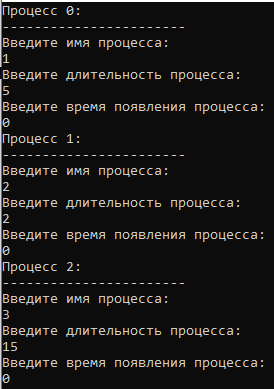 Процесс 0:
-----------------------
Введите имя процесса:
1
Введите длительность процесса:
5
Введите время появления процесса:
0
Процесс 1:
-----------------------
Введите имя процесса:
2
Введите длительность процесса:
2
Введите время появления процесса:
0
Процесс 2:
-----------------------
Введите имя процесса:
3
Введите длительность процесса:
15
Введите время появления процесса:
0